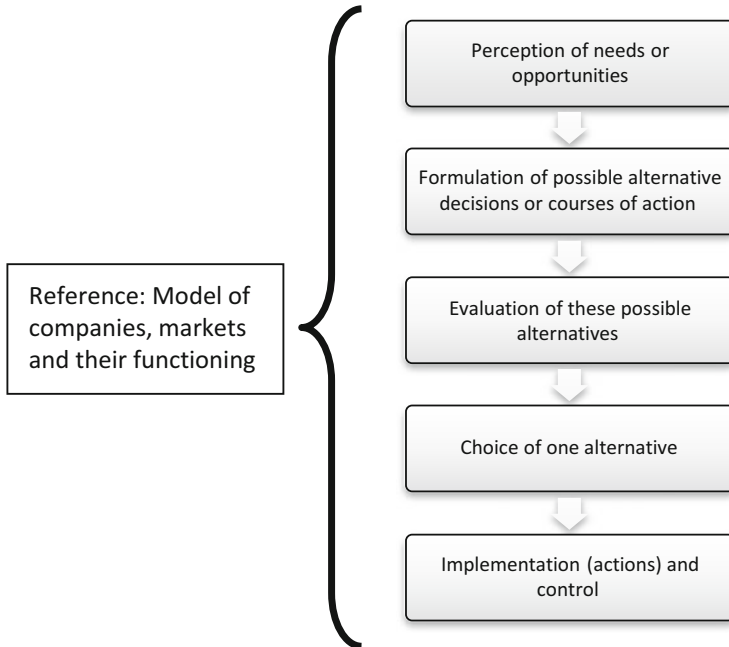 Perception of needs or
opportunities
Formulation of possible alternative
decisions or courses of action
Reference: Model of
companies, markets
and their functioning
Evaluation of these possible
alternatives
Choice of one alternative
Implementation (actions) and
control